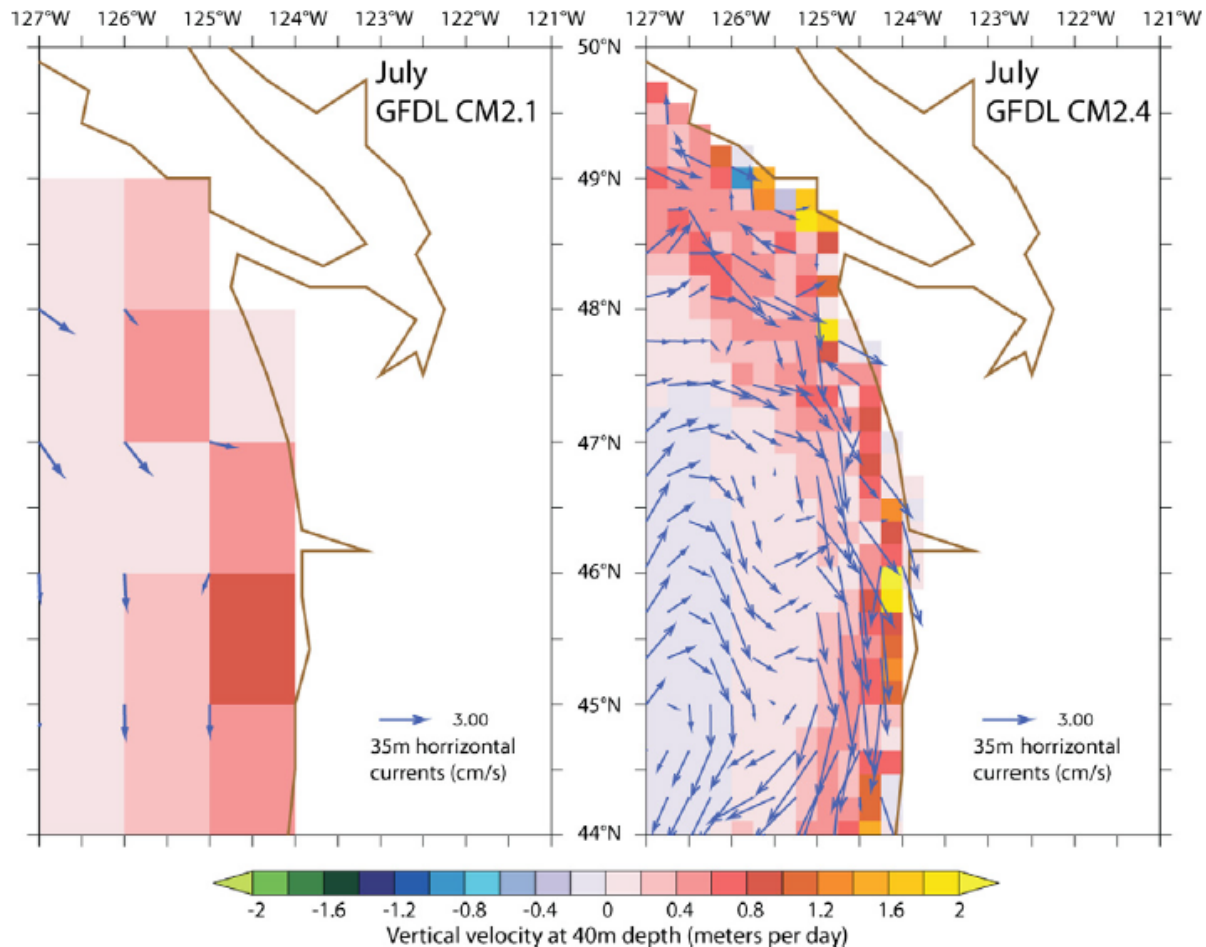 127°W 126°W 125°W 124°W 123°W 122°W 121°W 127°W 126°W 125°W 124°W 123°W 122°W 121°W
50°N
July
GFDL CM2.1
July
GFDL CM2.4
49°N
48°N
47°N
46°N
45°N
3.00
35m horrizontal
currents (cm/s)
3.00
35m horrizontal
currents (cm/s)
44°N
-2 -1.6 -1.2 -0.8 -0.4 0 0.4 0.8 1.2 1.6 2
Vertical velocity at 40m depth (meters per day)